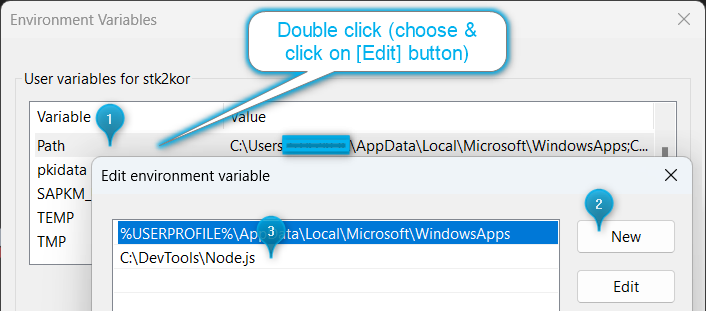 Environment Variables
Double click (choose &
click on [Edit] button)
User variables for stk2kor
Variable
Value
1
Path
C:\Users\AppData\Local\Microsoft\WindowsApps;C...
pkidata
SAPKM_
TEMP
TMP
Edit environment variable
2
%USERPROFILE%\AppData\Local\Microsoft\WindowsApps
New
3
C:\DevTools\Node.js
Edit